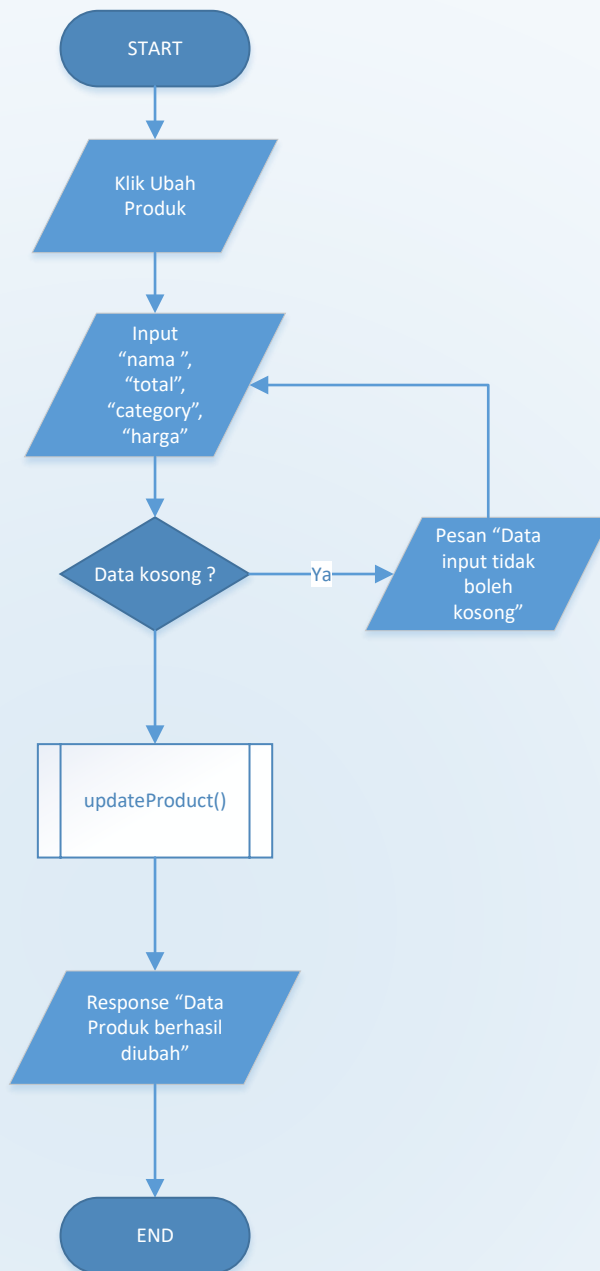 START
Klik Ubah
Produk
Input
“nama ”,
“total”,
“category”,
“harga”
Data kosong ?
Ya
Pesan “Data
input tidak
boleh
kosong”
updateProduct()
Response “Data
Produk berhasil
diubah”
END